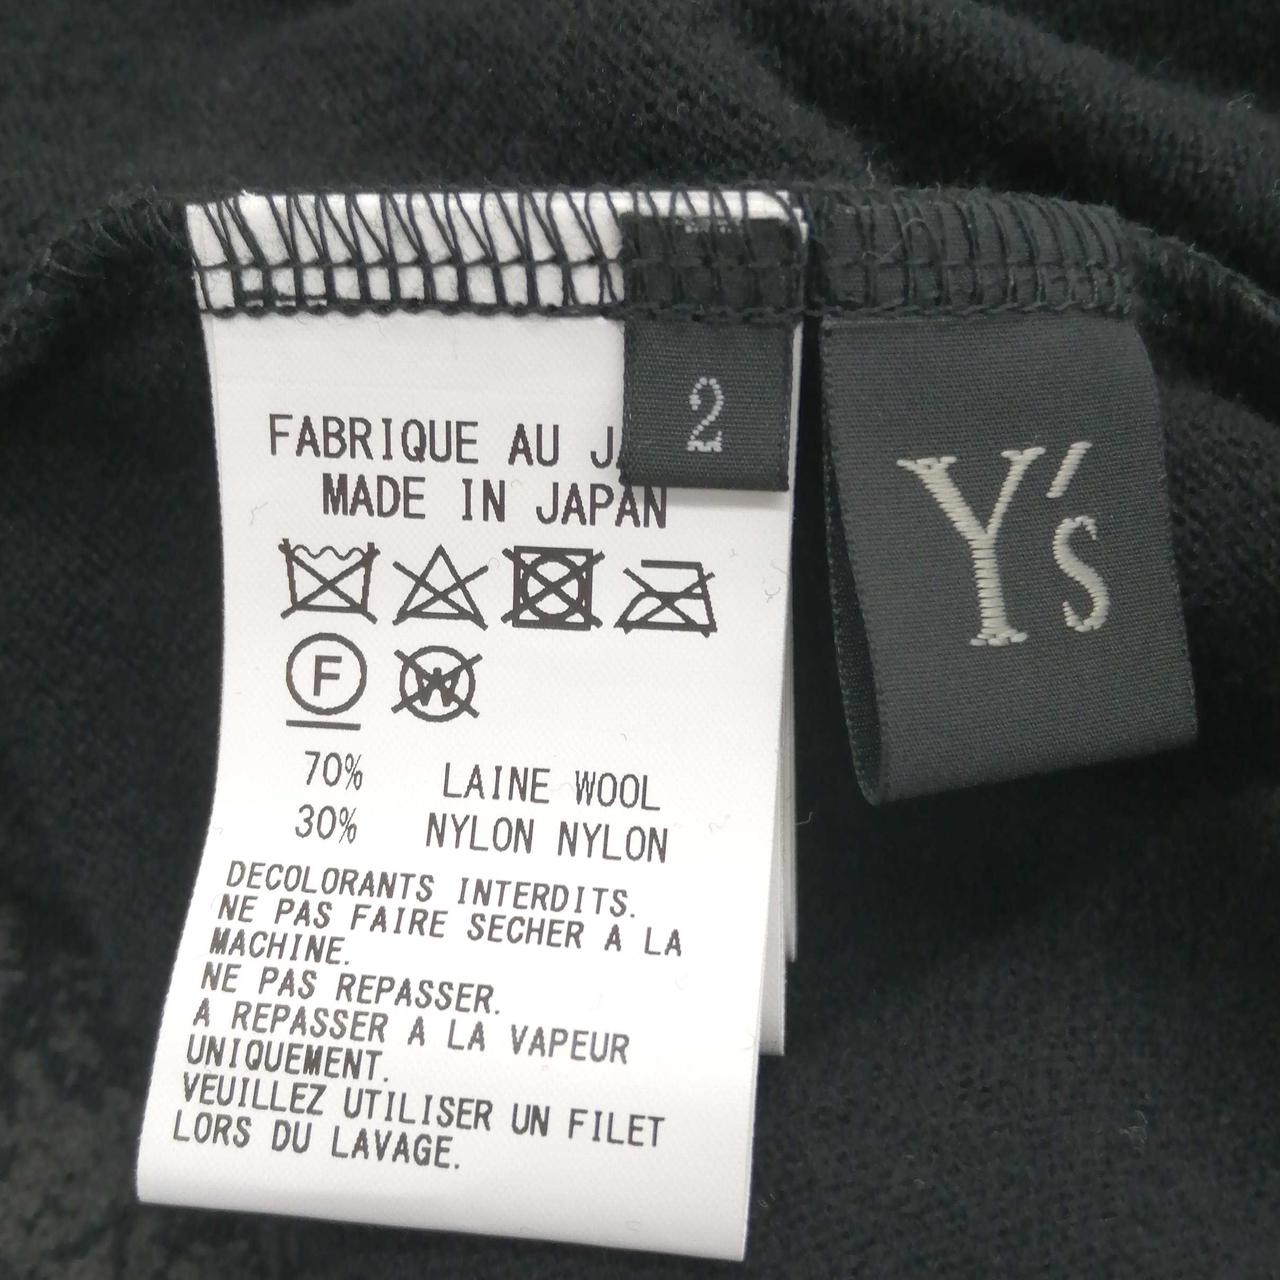 FABRIQUE AU
MADE IN JAPAN
F
W
70% LAINE WOOL
30% NYLON NYLON
DECOLORANTS INTERDITS.
NE PAS FAIRE SECHER A LA
MACHINE.
NE PAS REPASSER.
A REPASSER A LA VAPEUR
UNIQUEMENT.
VEUILLEZ UTILISER UN FILET
LORS DU LAVAGE.
2
Y's